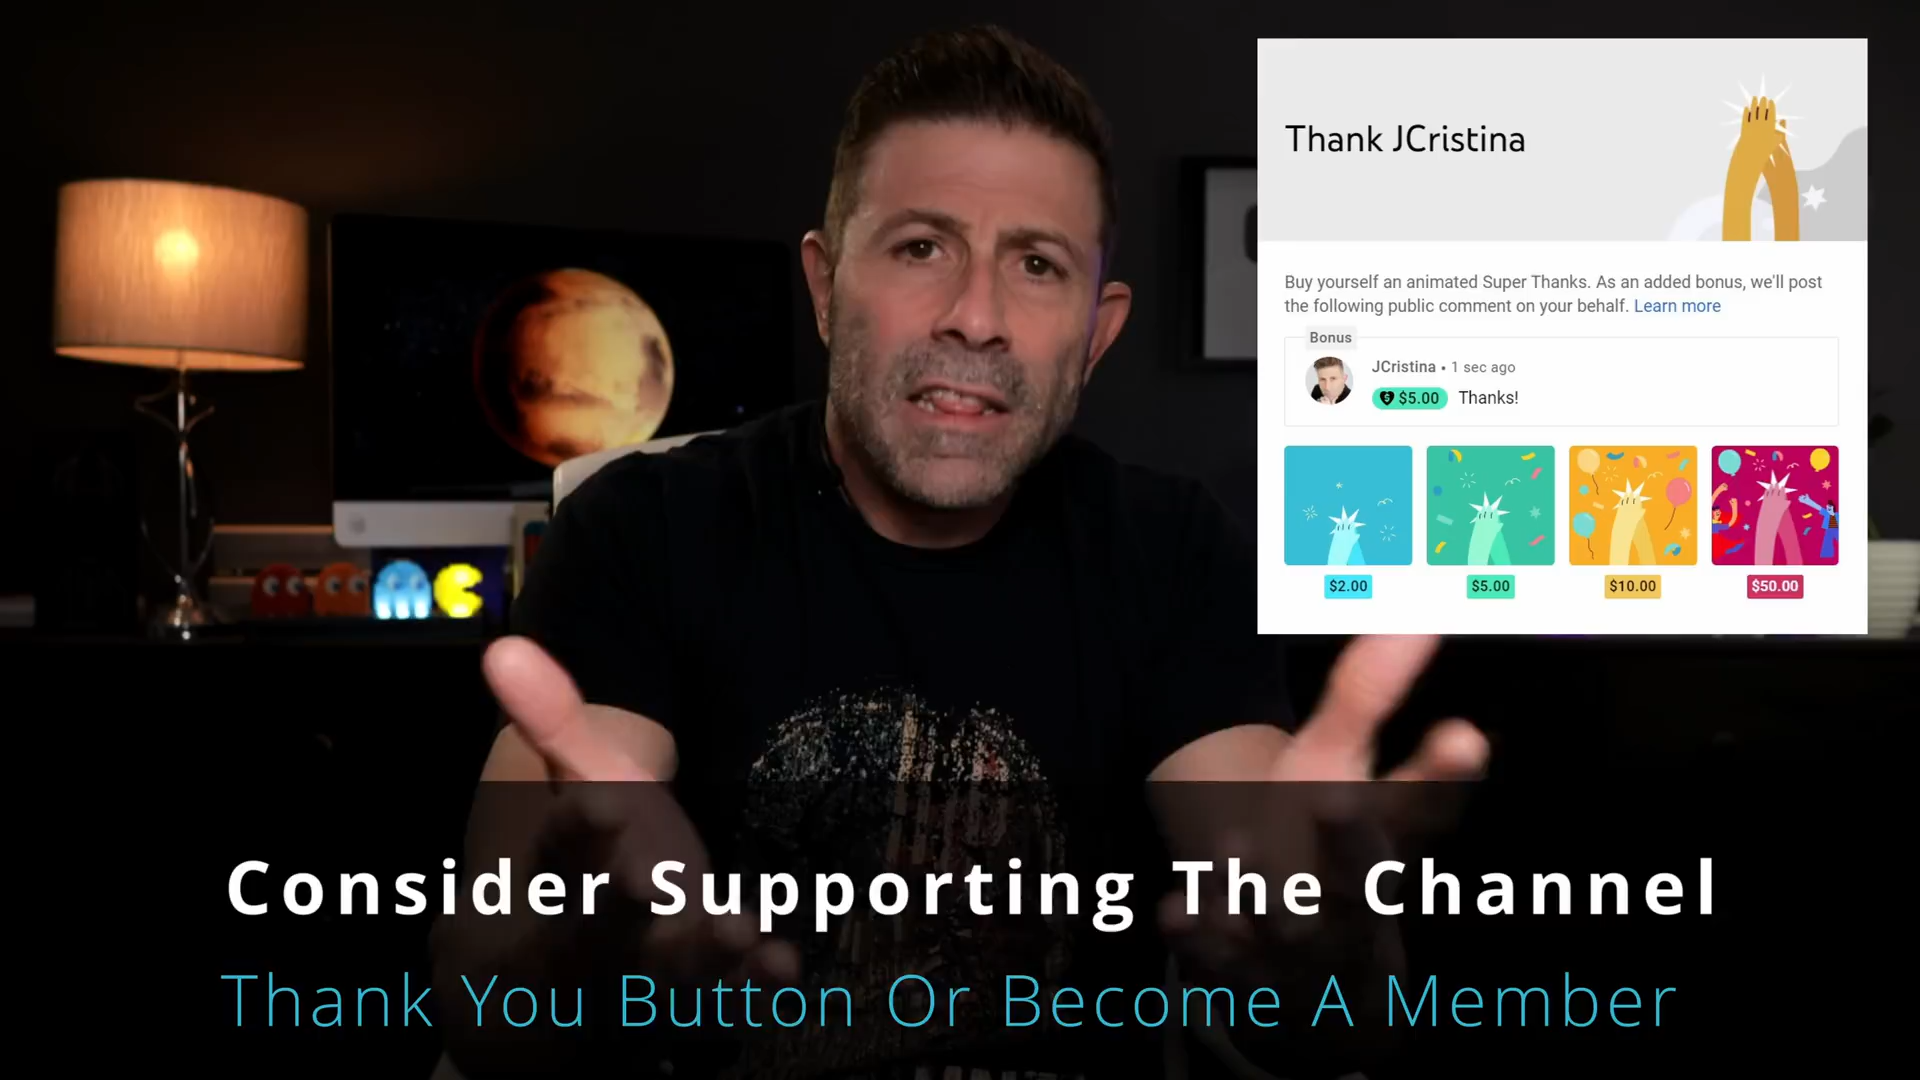 Thank JCristina
Buy yourself an animated Super Thanks. As an added bonus, we'll post
the following public comment on your behalf. Learn more
Bonus
JCristina • 1 sec ago
$5.00 Thanks!
$2.00
$5.00
$10.00
$50.00
Consider Supporting The Channel
Thank You Button Or Become A Member